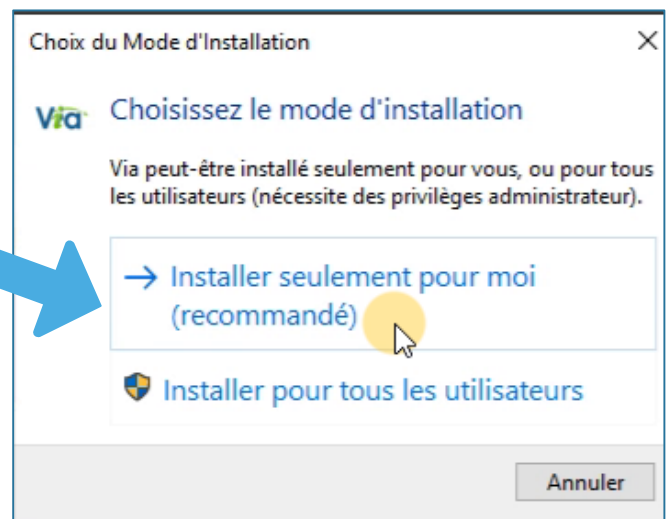 Choix du Mode d'Installation
Via
Choisissez le mode d'installation
Via peut-être installé seulement pour vous, ou pour tous
les utilisateurs (nécessite des privilèges administrateur).
Installer seulement pour moi
(recommandé)
Installer pour tous les utilisateurs
Annuler